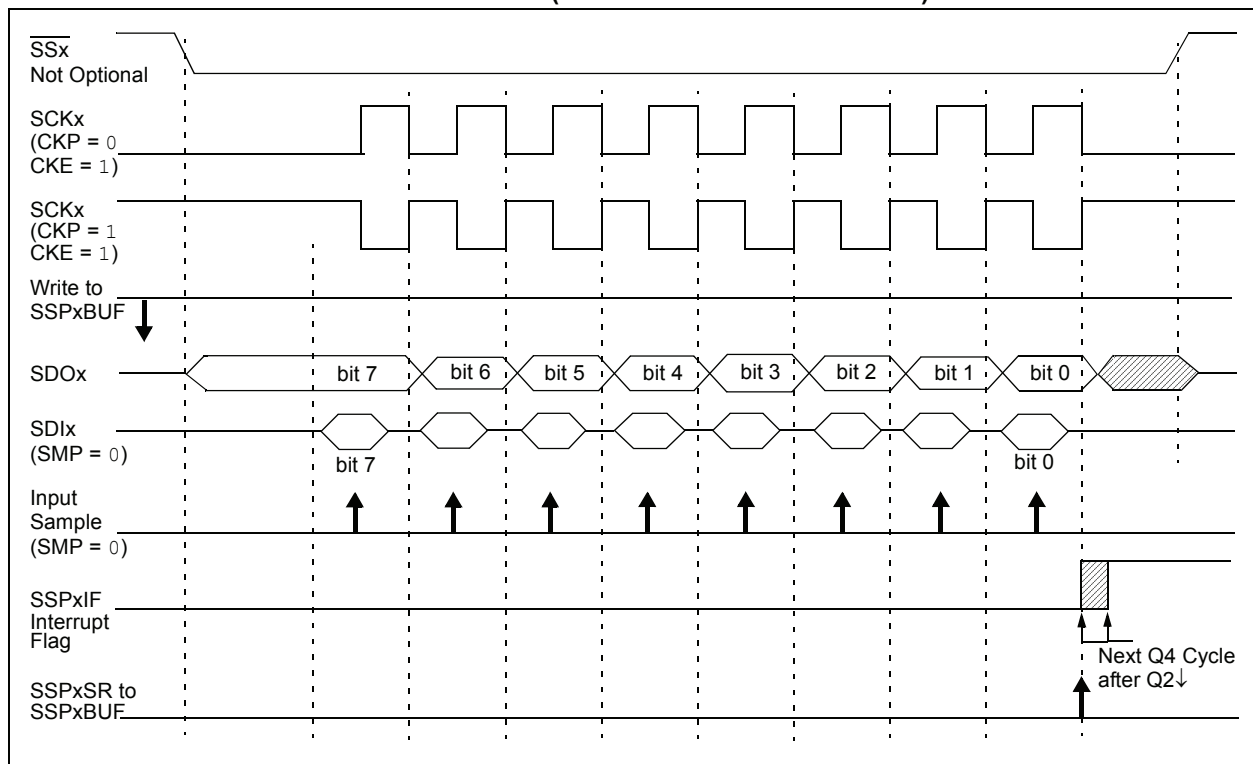 SSx
Not Optional
SCKx
(CKP = 0
CKE = 1)
SCKx
(CKP = 1
CKE = 1)
Write to
SSPxBUF
SDOx
bit 7
bit 6
bit 5
bit 4
bit 3
bit 2
bit 1
bit 0
SDIx
(SMP = 0)
bit 7
bit 0
Input
Sample
(SMP = 0)
SSPxIF
Interrupt
Flag
Next Q4 Cycle
after Q2↓
SSPxSR to
SSPxBUF